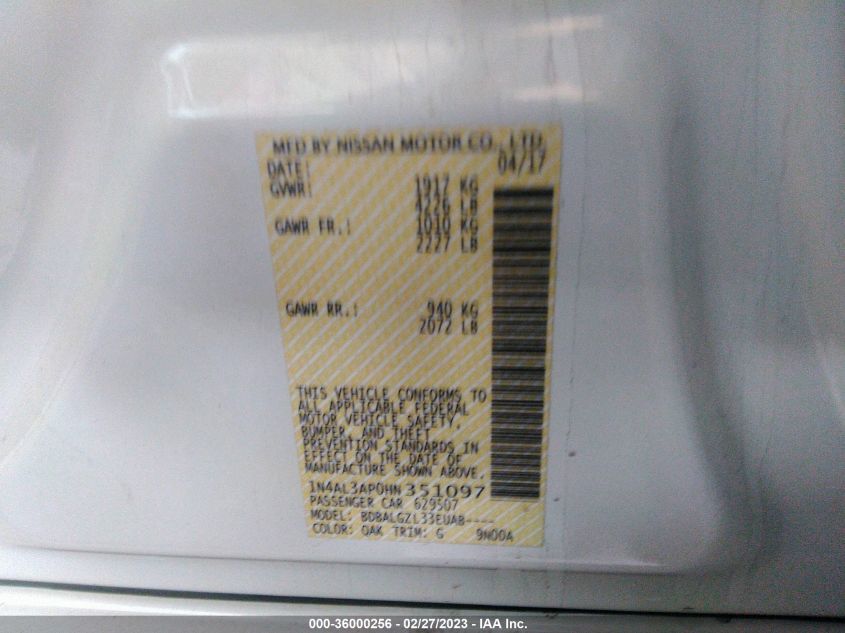 MFD BY NISSAN MOTOR CO., LTD.
DATE: 04/17
GVWR: 1917 KG
4226 LB
GAWR FR.: 1010 KG
2227 LB
GAWR RR.: 940 KG
2072 LB
THIS VEHICLE CONFORMS TO
ALL APPLICABLE FEDERAL
MOTOR VEHICLE SAFETY,
BUMPER, AND THEFT
PREVENTION STANDARDS IN
EFFECT ON THE DATE OF
MANUFACTURE SHOWN ABOVE.
1N4AL3AP0HN351097
PASSENGER CAR 629507
MODEL: BDBALGZL33EUAB----
COLOR: QAK TRIM: G 9N00A
000-36000256 - 02/27/2023 - IAA Inc.